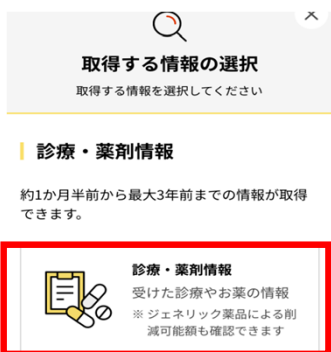 取得する情報の選択
取得する情報を選択してください
診療・薬剤情報
約1か月半前から最大3年前までの情報が取得
できます。
診療・薬剤情報
受けた診療やお薬の情報
※ ジェネリック薬品による削
減可能額も確認できます